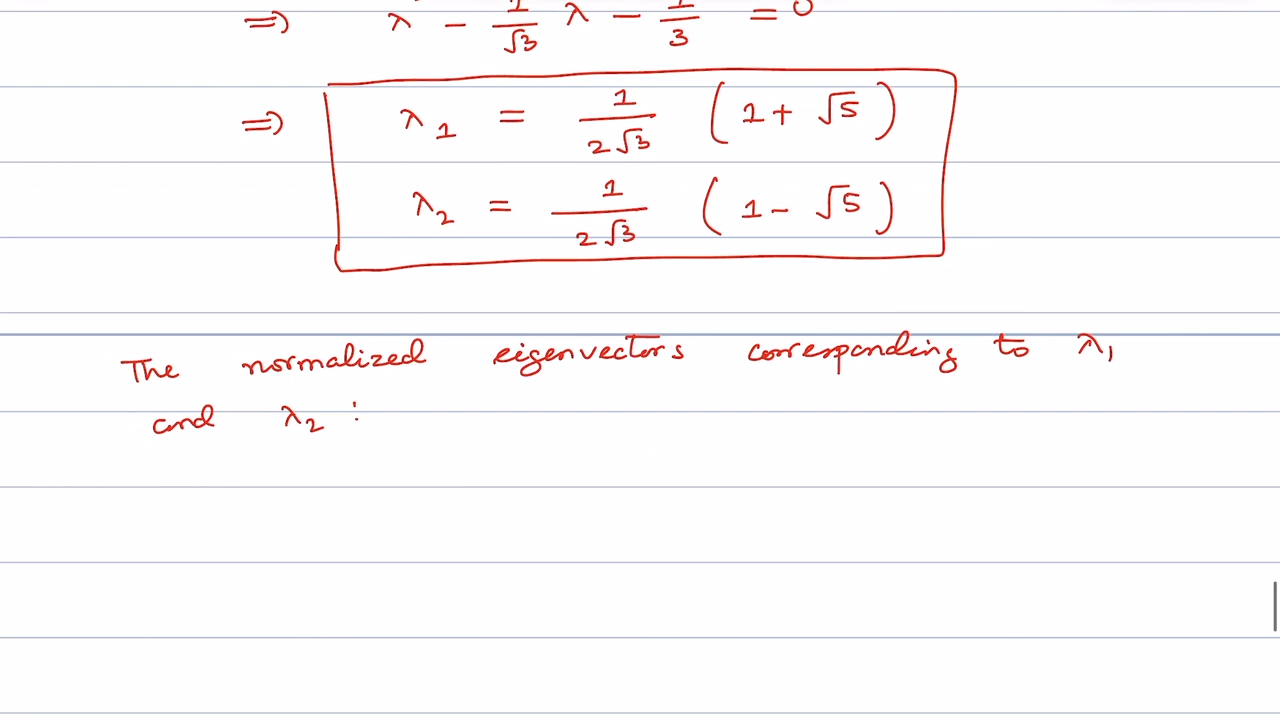 ⇒ λ - 1/√3 λ - 1/3 = 0
⇒ λ₁ = 1/2√3 (1 + √5)
λ₂ = 1/2√3 (1 - √5)
The normalized eigenvectors corresponding to λ₁
and λ₂ :